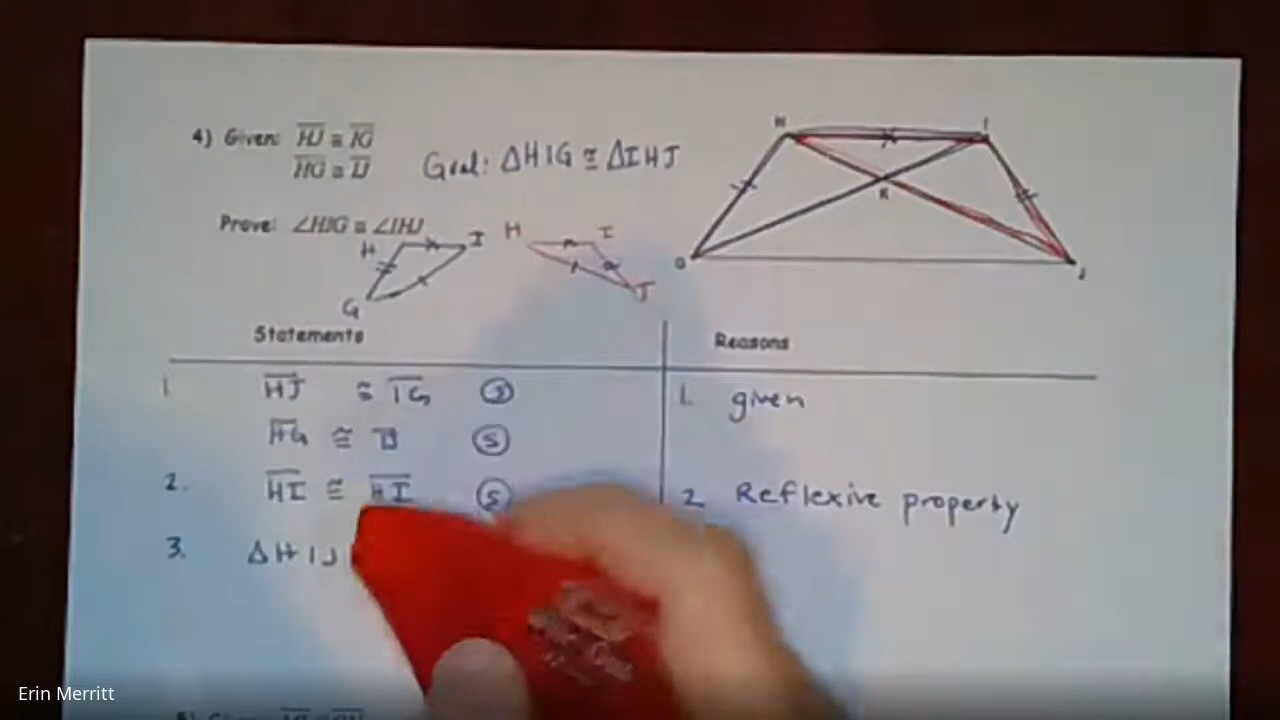 4) Given: HJ ≅ IG
HG ≅ IJ
Goal: ΔHIG ≅ ΔIHJ
Prove: ∠HIG ≅ ∠IHJ
H I
G
H I
J
H I
K
G J
Statements Reasons
1 HJ ≅ IG S 1. given
HG ≅ IJ S
2. HI ≅ HI S 2 Reflexive property
3. ΔHIJ
Erin Merritt